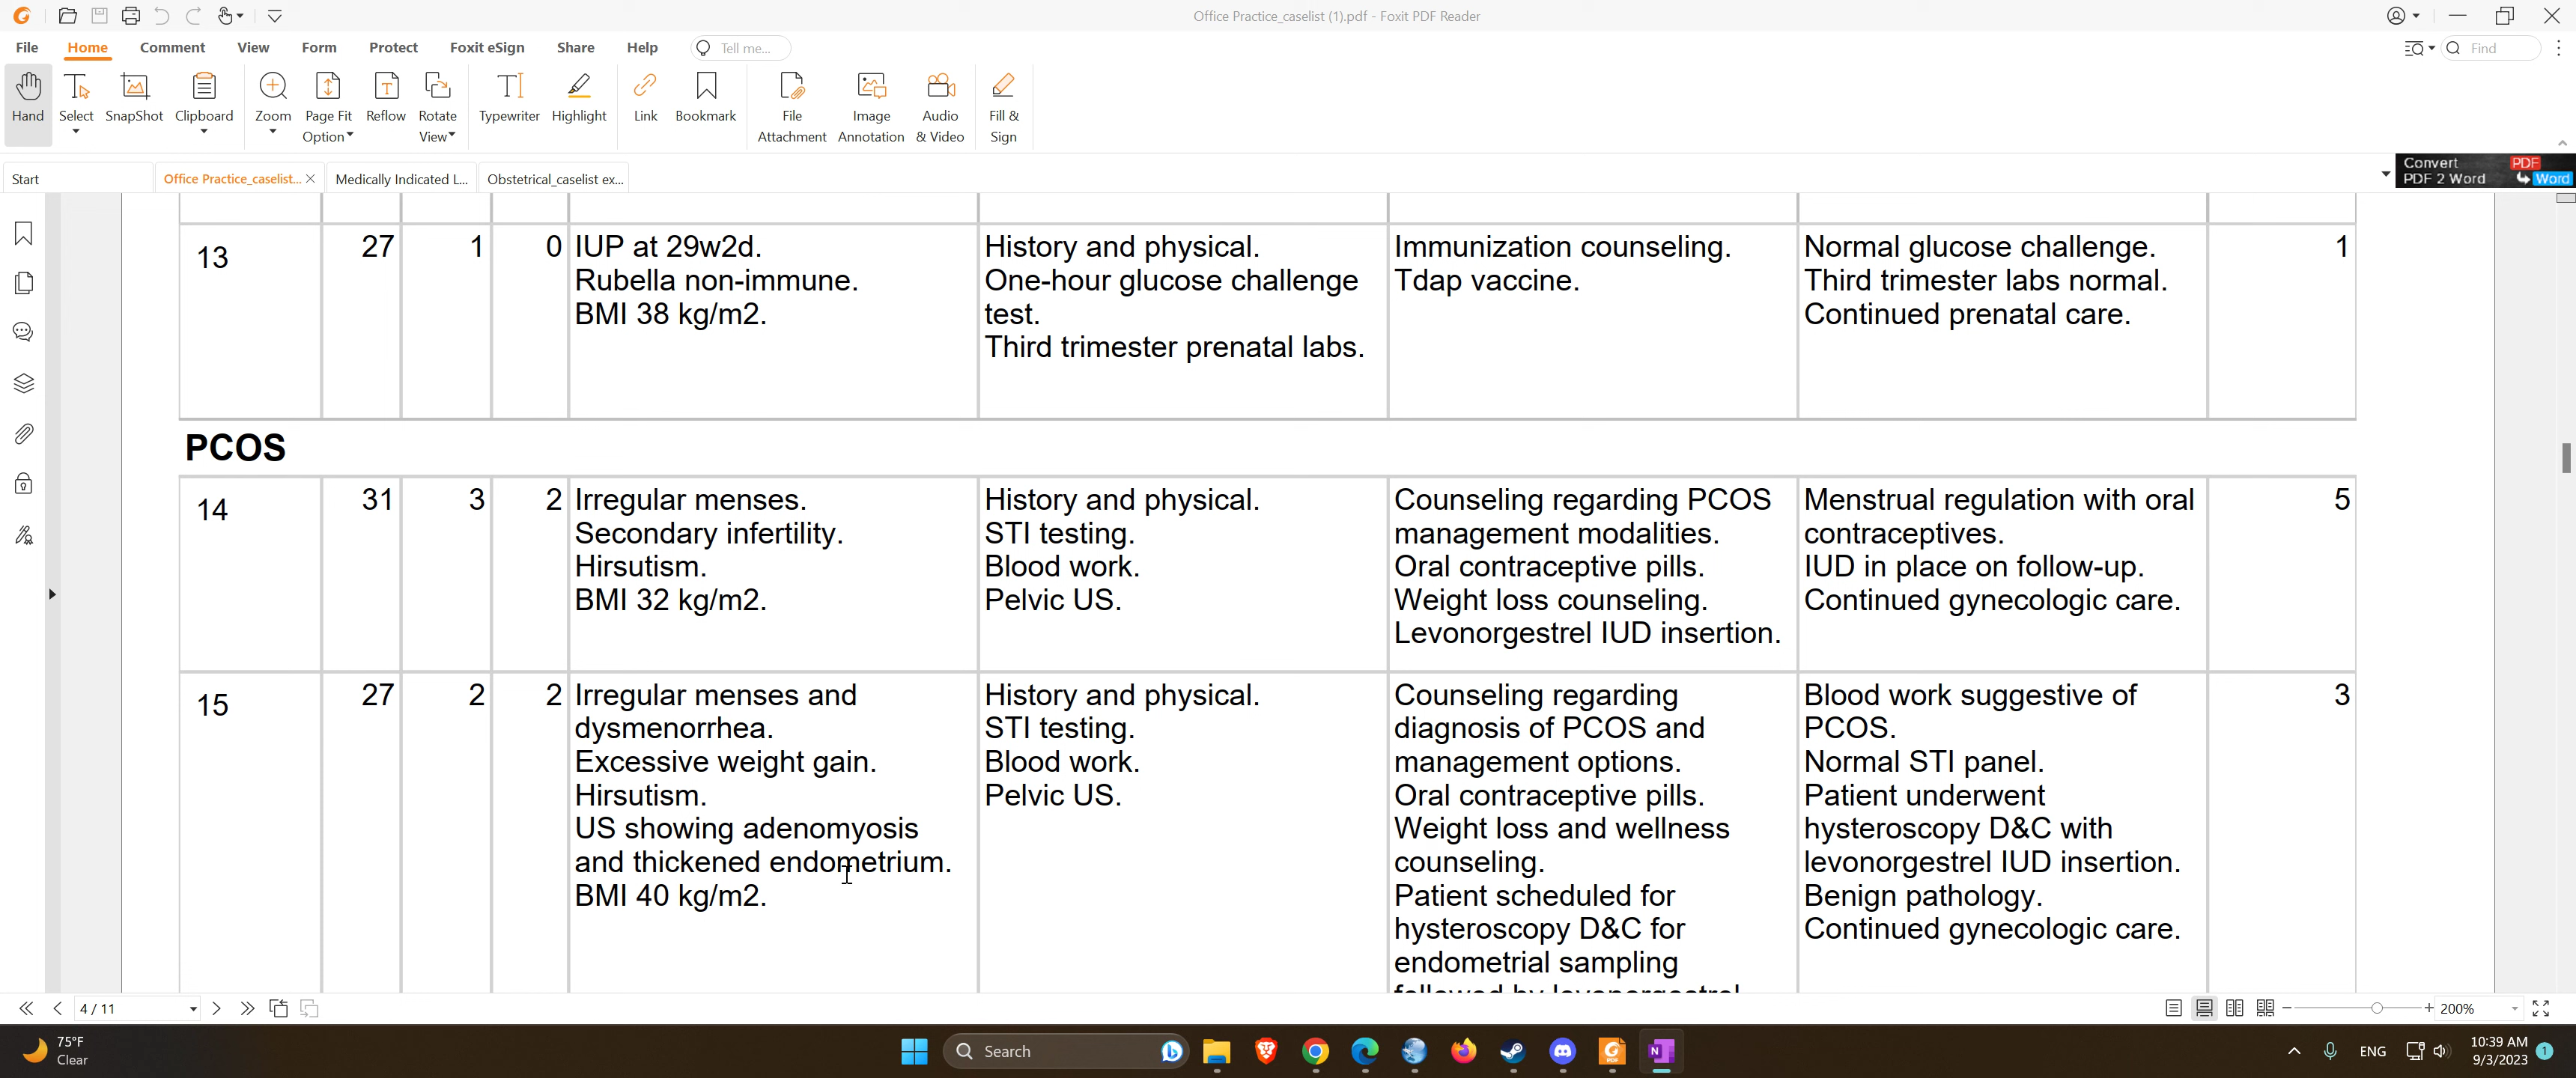 Office Practice_caselist (1).pdf - Foxit PDF Reader
File Home Comment View Form Protect Foxit eSign Share Help Tell me... Find
Hand
Select
SnapShot
Clipboard
Zoom
Page Fit
Option
Reflow
Rotate
View
Typewriter
Highlight
Link
Bookmark
File
Attachment
Image
Annotation
Audio
& Video
Fill &
Sign
Start
Office Practice_caselist...
Medically Indicated L...
Obstetrical_caselist ex...
Convert
PDF 2 Word
PDF
Word
13
27
1
0
IUP at 29w2d.
Rubella non-immune.
BMI 38 kg/m2.
History and physical.
One-hour glucose challenge
test.
Third trimester prenatal labs.
Immunization counseling.
Tdap vaccine.
Normal glucose challenge.
Third trimester labs normal.
Continued prenatal care.
1
PCOS
14
31
3
2
Irregular menses.
Secondary infertility.
Hirsutism.
BMI 32 kg/m2.
History and physical.
STI testing.
Blood work.
Pelvic US.
Counseling regarding PCOS
management modalities.
Oral contraceptive pills.
Weight loss counseling.
Levonorgestrel IUD insertion.
Menstrual regulation with oral
contraceptives.
IUD in place on follow-up.
Continued gynecologic care.
5
15
27
2
2
Irregular menses and
dysmenorrhea.
Excessive weight gain.
Hirsutism.
US showing adenomyosis
and thickened endometrium.
BMI 40 kg/m2.
History and physical.
STI testing.
Blood work.
Pelvic US.
Counseling regarding
diagnosis of PCOS and
management options.
Oral contraceptive pills.
Weight loss and wellness
counseling.
Patient scheduled for
hysteroscopy D&C for
endometrial sampling
followed by levonorgestrel
Blood work suggestive of
PCOS.
Normal STI panel.
Patient underwent
hysteroscopy D&C with
levonorgestrel IUD insertion.
Benign pathology.
Continued gynecologic care.
3
4 / 11
200%
75°F
Clear
Search
ENG
10:39 AM
9/3/2023
1